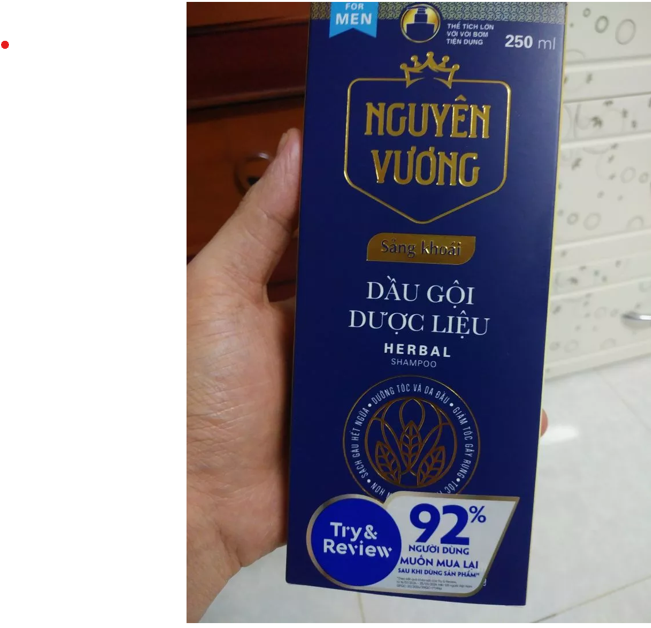 FOR
MEN
THỂ TÍCH LỚN
VỚI VÒI BƠM
TIỆN DỤNG
250 ml
NGUYÊN
VƯƠNG
Sảng khoái
DẦU GỘI
DƯỢC LIỆU
HERBAL
SHAMPOO
SẠCH GÀU HẾT NGỨA • DƯỠNG TÓC VÀ DA ĐẦU • GIẢM TÓC GÃY RỤNG •
Try&
Review
92%
NGƯỜI DÙNG
MUỐN MUA LẠI
SAU KHI DÙNG SẢN PHẨM